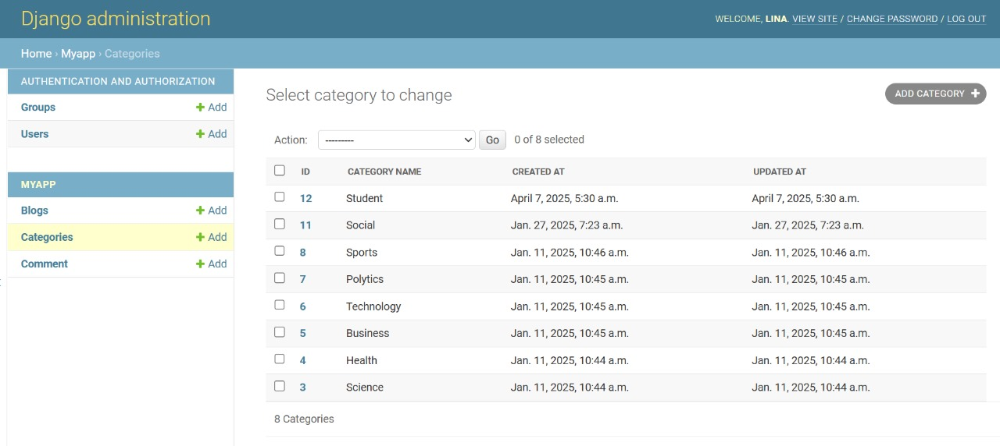 Django administration
WELCOME, LINA. VIEW SITE / CHANGE PASSWORD / LOG OUT
Home › Myapp › Categories
AUTHENTICATION AND AUTHORIZATION
Groups Add
Users Add
MYAPP
Blogs Add
Categories Add
Comment Add
Select category to change
ADD CATEGORY
Action: --------- Go 0 of 8 selected
ID CATEGORY NAME CREATED AT UPDATED AT
12 Student April 7, 2025, 5:30 a.m. April 7, 2025, 5:30 a.m.
11 Social Jan. 27, 2025, 7:23 a.m. Jan. 27, 2025, 7:23 a.m.
8 Sports Jan. 11, 2025, 10:46 a.m. Jan. 11, 2025, 10:46 a.m.
7 Polytics Jan. 11, 2025, 10:45 a.m. Jan. 11, 2025, 10:45 a.m.
6 Technology Jan. 11, 2025, 10:45 a.m. Jan. 11, 2025, 10:45 a.m.
5 Business Jan. 11, 2025, 10:45 a.m. Jan. 11, 2025, 10:45 a.m.
4 Health Jan. 11, 2025, 10:44 a.m. Jan. 11, 2025, 10:44 a.m.
3 Science Jan. 11, 2025, 10:44 a.m. Jan. 11, 2025, 10:44 a.m.
8 Categories